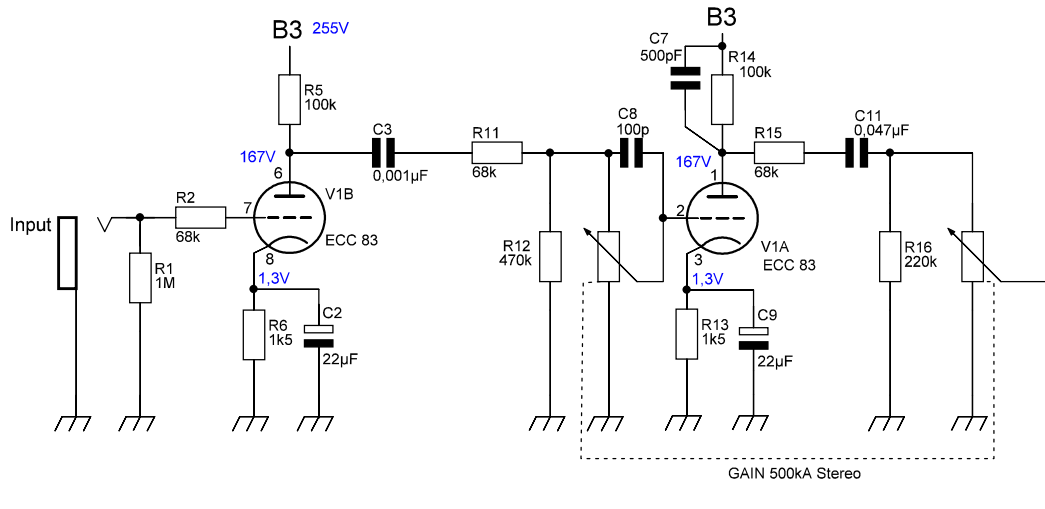 B3 255V
B3
C7
500pF
R14
100k
R5
100k
C3
0,001µF
R11
68k
C8
100p
R15
68k
C11
0,047µF
167V
6
167V
1
Input
R2
68k
7
V1B
ECC 83
8
2
V1A
ECC 83
3
R1
1M
1,3V
R12
470k
1,3V
R16
220k
R6
1k5
C2
22µF
R13
1k5
C9
22µF
GAIN 500kA Stereo